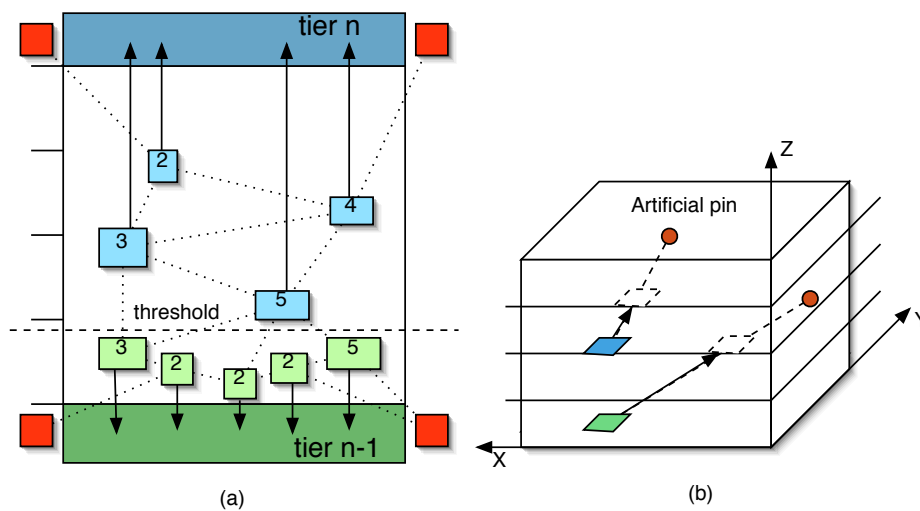 tier n
2
4
3
5
threshold
3
2
2
2
5
tier n-1
(a)
Z
Artificial pin
Y
X
(b)